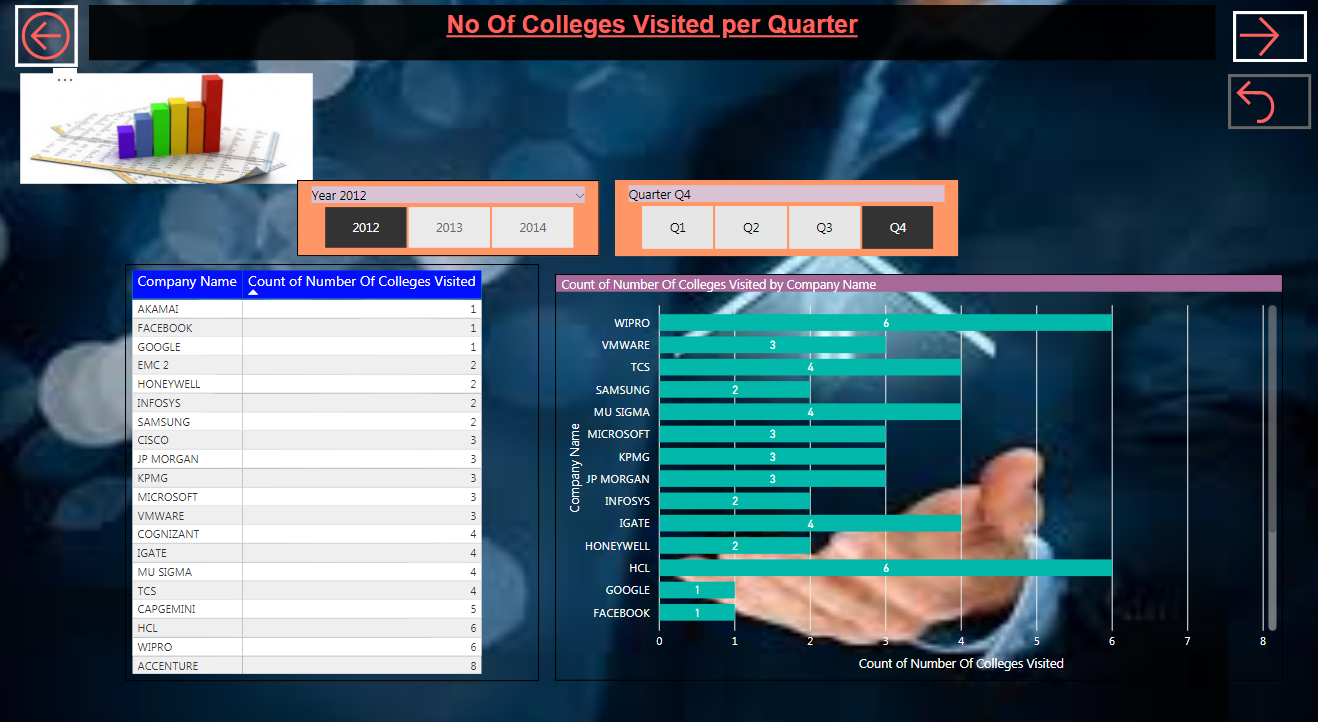 No Of Colleges Visited per Quarter
...
Year 2012
2012 2013 2014
Quarter Q4
Q1 Q2 Q3 Q4
Company Name Count of Number Of Colleges Visited
AKAMAI 1
FACEBOOK 1
GOOGLE 1
EMC 2 2
HONEYWELL 2
INFOSYS 2
SAMSUNG 2
CISCO 3
JP MORGAN 3
KPMG 3
MICROSOFT 3
VMWARE 3
COGNIZANT 4
IGATE 4
MU SIGMA 4
TCS 4
CAPGEMINI 5
HCL 6
WIPRO 6
ACCENTURE 8
Count of Number Of Colleges Visited by Company Name
Company Name
WIPRO 6
VMWARE 3
TCS 4
SAMSUNG 2
MU SIGMA 4
MICROSOFT 3
KPMG 3
JP MORGAN 3
INFOSYS 2
IGATE 4
HONEYWELL 2
HCL 6
GOOGLE 1
FACEBOOK 1
0 1 2 3 4 5 6 7 8
Count of Number Of Colleges Visited